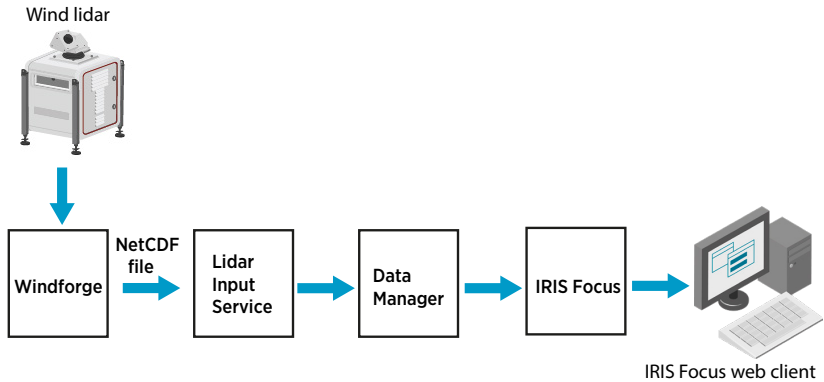 Wind lidar
Windforge
NetCDF
file
Lidar
Input
Service
Data
Manager
IRIS Focus
IRIS Focus web client